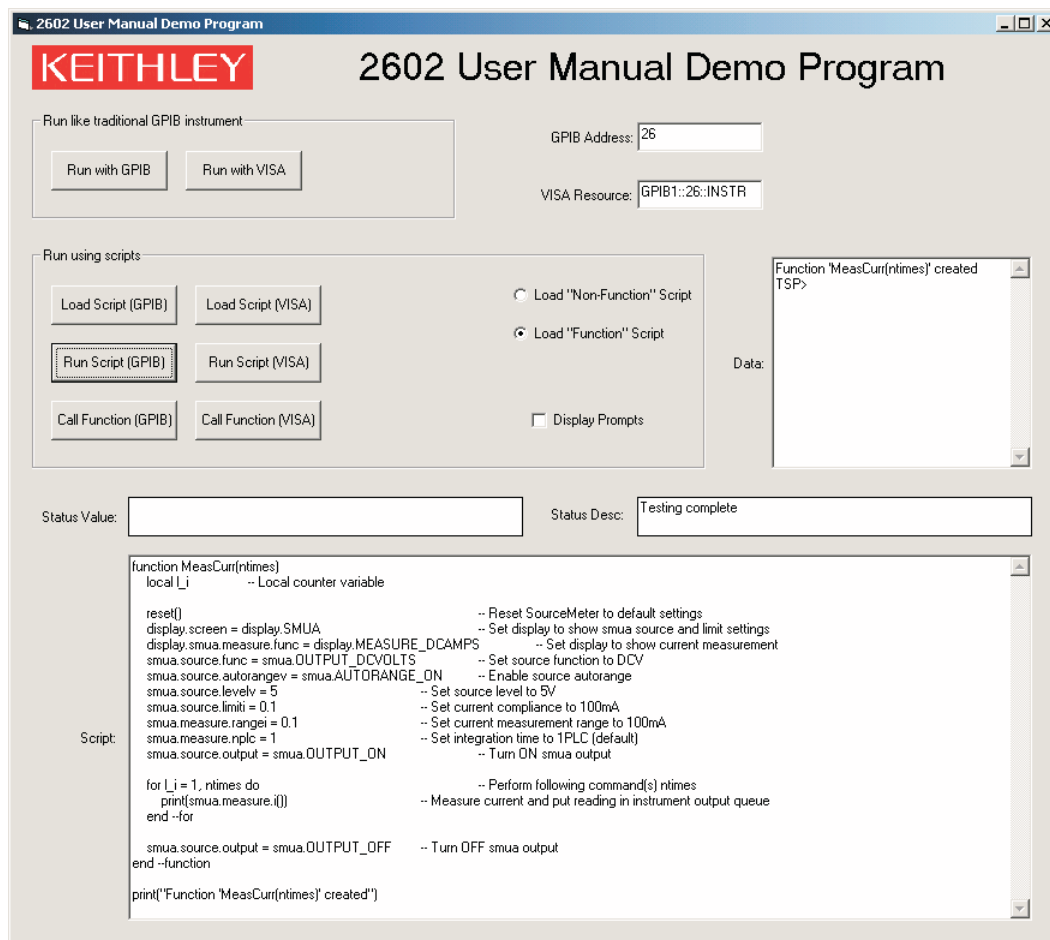 2602 User Manual Demo Program
KEITHLEY
2602 User Manual Demo Program
Run like traditional GPIB instrument
Run with GPIB
Run with VISA
GPIB Address: 26
VISA Resource: GPIB1::26::INSTR
Run using scripts
Load Script (GPIB)
Load Script (VISA)
Load "Non-Function" Script
Load "Function" Script
Run Script (GPIB)
Run Script (VISA)
Call Function (GPIB)
Call Function (VISA)
Display Prompts
Data:
Function 'MeasCurr(ntimes)' created
TSP>
Status Value:
Status Desc: Testing complete
Script:
function MeasCurr(ntimes)
local l_i -- Local counter variable
reset() -- Reset SourceMeter to default settings
display.screen = display.SMUA -- Set display to show smua source and limit settings
display.smua.measure.func = display.MEASURE_DCAMPS -- Set display to show current measurement
smua.source.func = smua.OUTPUT_DCVOLTS -- Set source function to DCV
smua.source.autorangev = smua.AUTORANGE_ON -- Enable source autorange
smua.source.levelv = 5 -- Set source level to 5V
smua.source.limiti = 0.1 -- Set current compliance to 100mA
smua.measure.rangei = 0.1 -- Set current measurement range to 100mA
smua.measure.nplc = 1 -- Set integration time to 1PLC (default)
smua.source.output = smua.OUTPUT_ON -- Turn ON smua output
for l_i = 1, ntimes do -- Perform following command(s) ntimes
print(smua.measure.i()) -- Measure current and put reading in instrument output queue
end --for
smua.source.output = smua.OUTPUT_OFF -- Turn OFF smua output
end --function
print("Function 'MeasCurr(ntimes)' created")